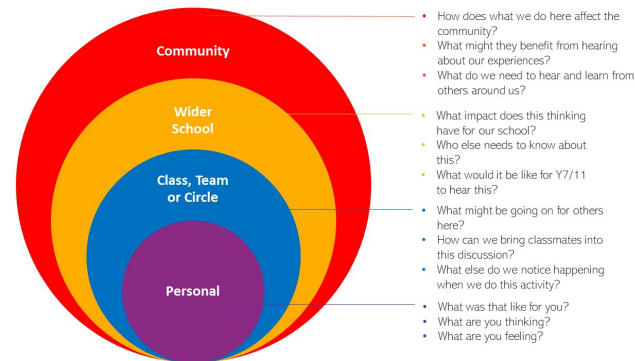 Community
Wider
School
Class, Team
or Circle
Personal
• How does what we do here affect the
community?
• What might they benefit from hearing
about our experiences?
• What do we need to hear and learn from
others around us?
• What impact does this thinking
have for our school?
• Who else needs to know about
this?
• What would it be like for Y7/11
to hear this?
• What might be going on for others
here?
• How can we bring classmates into
this discussion?
• What else do we notice happening
when we do this activity?
• What was that like for you?
• What are you thinking?
• What are you feeling?